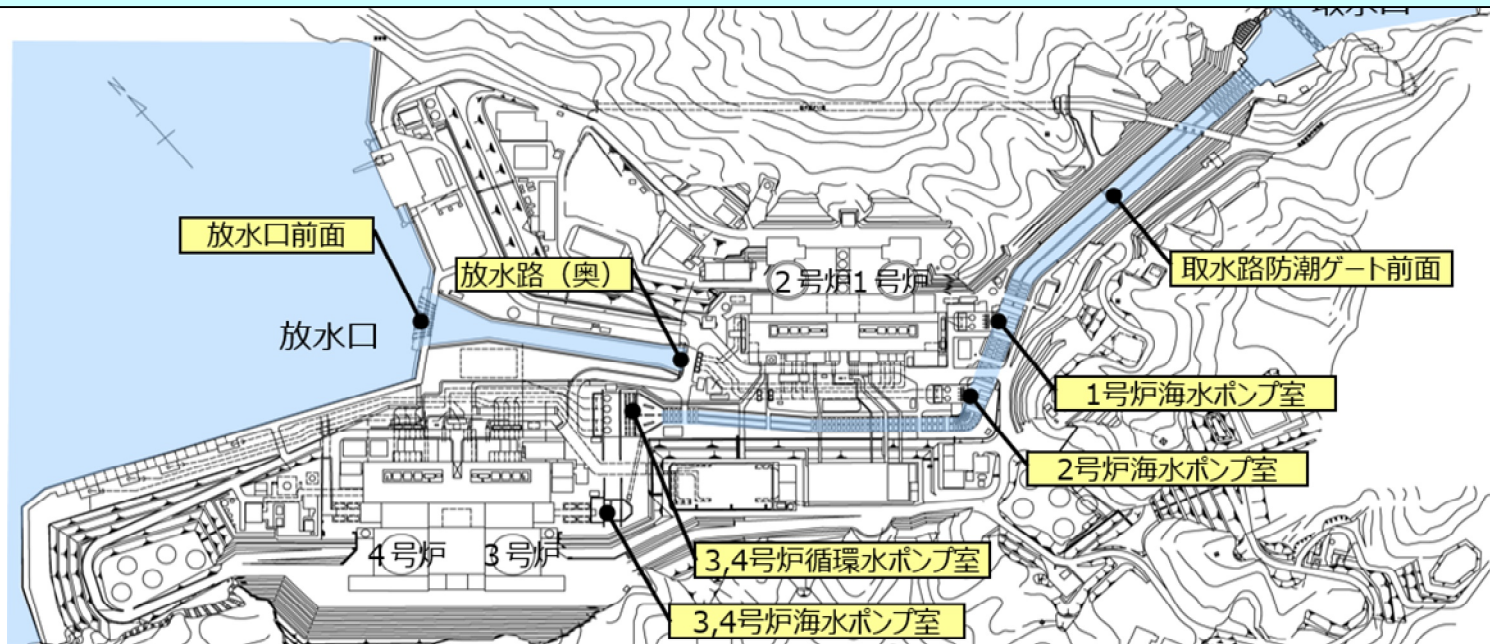 取水口
放水口前面
放水路（奥）
2号炉1号炉
取水路防潮ゲート前面
放水口
1号炉海水ポンプ室
2号炉海水ポンプ室
4号炉
3号炉
3,4号炉循環水ポンプ室
3,4号炉海水ポンプ室
N